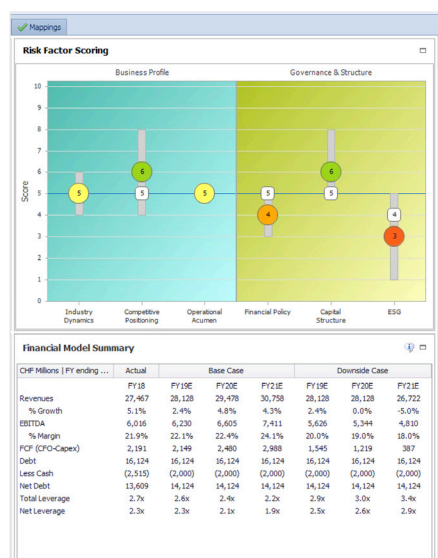 Mappings
Risk Factor Scoring
Business Profile Governance & Structure
10
9
8
7
6
5
4
3
2
1
0
Score
5 6 5 5 5 4 6 5 4 3
Industry Dynamics Competitive Positioning Operational Acumen Financial Policy Capital Structure ESG
Financial Model Summary
CHF Millions | FY ending ... Actual Base Case Downside Case
FY18 FY19E FY20E FY21E FY19E FY20E FY21E
Revenues 27,467 28,128 29,478 30,758 28,128 28,128 26,722
% Growth 5.1% 2.4% 4.8% 4.3% 2.4% 0.0% -5.0%
EBITDA 6,016 6,230 6,605 7,411 5,626 5,344 4,810
% Margin 21.9% 22.1% 22.4% 24.1% 20.0% 19.0% 18.0%
FCF (CFO-Capex) 2,191 2,149 2,480 2,988 1,545 1,219 387
Debt 16,124 16,124 16,124 16,124 16,124 16,124 16,124
Less Cash (2,515) (2,000) (2,000) (2,000) (2,000) (2,000) (2,000)
Net Debt 13,609 14,124 14,124 14,124 14,124 14,124 14,124
Total Leverage 2.7x 2.6x 2.4x 2.2x 2.9x 3.0x 3.4x
Net Leverage 2.3x 2.3x 2.1x 1.9x 2.5x 2.6x 2.9x